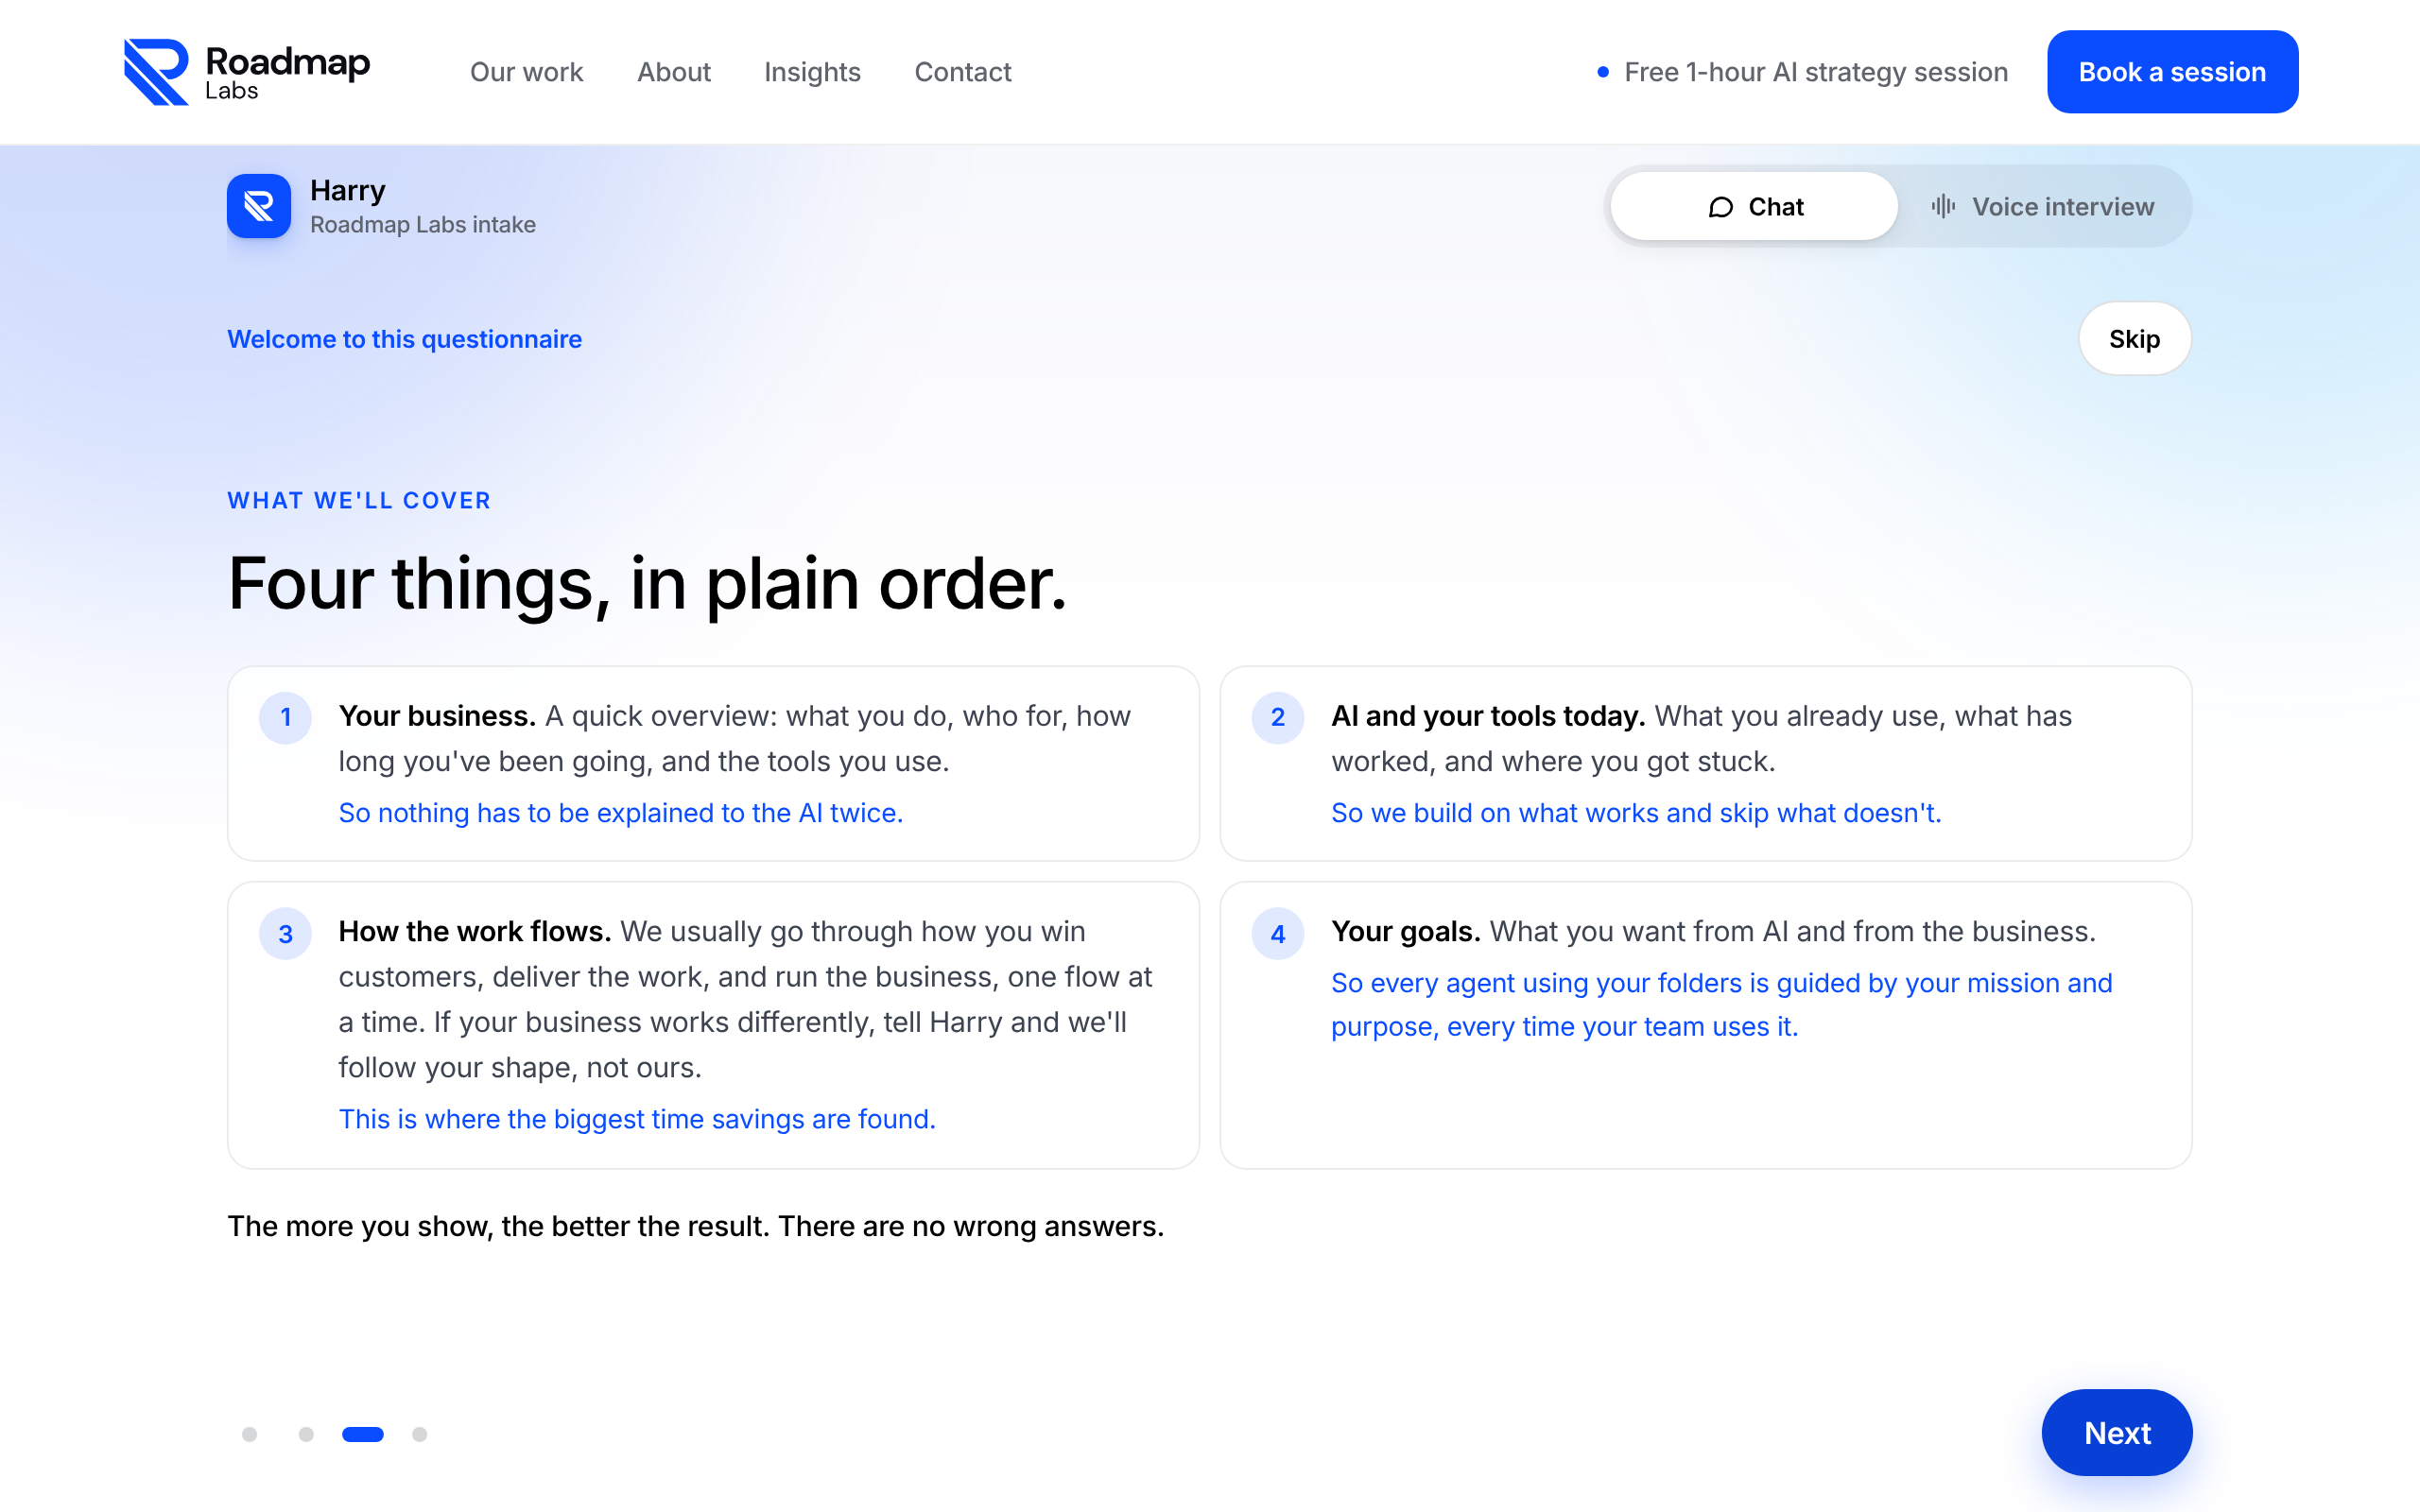 Roadmap
Labs
Our work
About
Insights
Contact
Free 1-hour AI strategy session
Book a session
Harry
Roadmap Labs intake
Chat
Voice interview
Welcome to this questionnaire
Skip
WHAT WE'LL COVER
Four things, in plain order.
1
Your business. A quick overview: what you do, who for, how
long you've been going, and the tools you use.
So nothing has to be explained to the AI twice.
2
AI and your tools today. What you already use, what has
worked, and where you got stuck.
So we build on what works and skip what doesn't.
3
How the work flows. We usually go through how you win
customers, deliver the work, and run the business, one flow at
a time. If your business works differently, tell Harry and we'll
follow your shape, not ours.
This is where the biggest time savings are found.
4
Your goals. What you want from AI and from the business.
So every agent using your folders is guided by your mission and
purpose, every time your team uses it.
The more you show, the better the result. There are no wrong answers.
Next